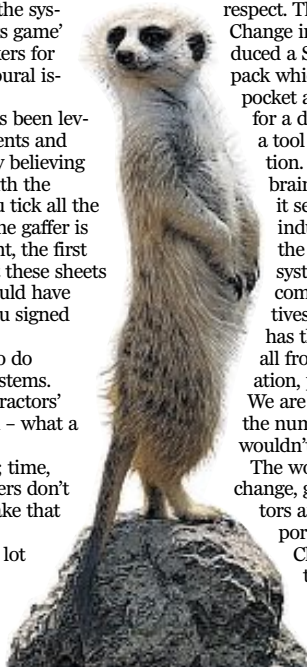 the sys-
s game’
kers for
oural is-
s been lev-
ents and
y believing
th the
u tick all the
ne gaffer is
nt, the first
t these sheets
uld have
u signed
o do
stems.
ractors’
– what a
; time,
ers don’t
ake that
lot
respect. Th
Change in
duced a S
pack whi
pocket a
for a d
a tool
tion.
brain
it se
indu
the
syst
com
tives
has th
all fro
ation, p
We are
the num
wouldn’
The wo
change, g
tors a
por
C
t